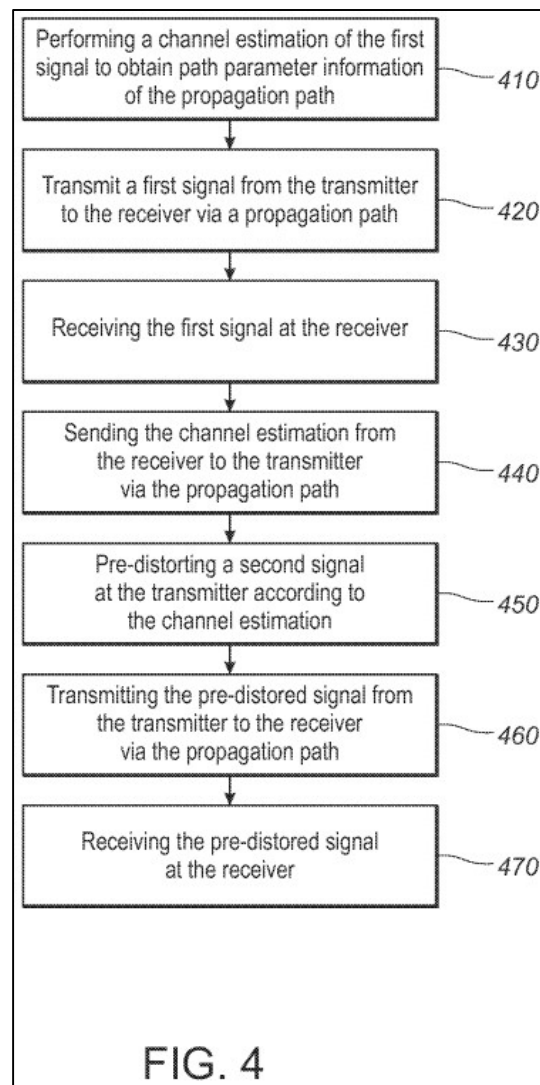 Performing a channel estimation of the first
signal to obtain path parameter information
of the propagation path
410
Transmit a first signal from the transmitter
to the receiver via a propagation path
420
Receiving the first signal at the receiver
430
Sending the channel estimation from
the receiver to the transmitter
via the propagation path
440
Pre-distorting a second signal
at the transmitter according to
the channel estimation
450
Transmitting the pre-distored signal from
the transmitter to the receiver
via the propagation path
460
Receiving the pre-distored signal
at the receiver
470
FIG. 4